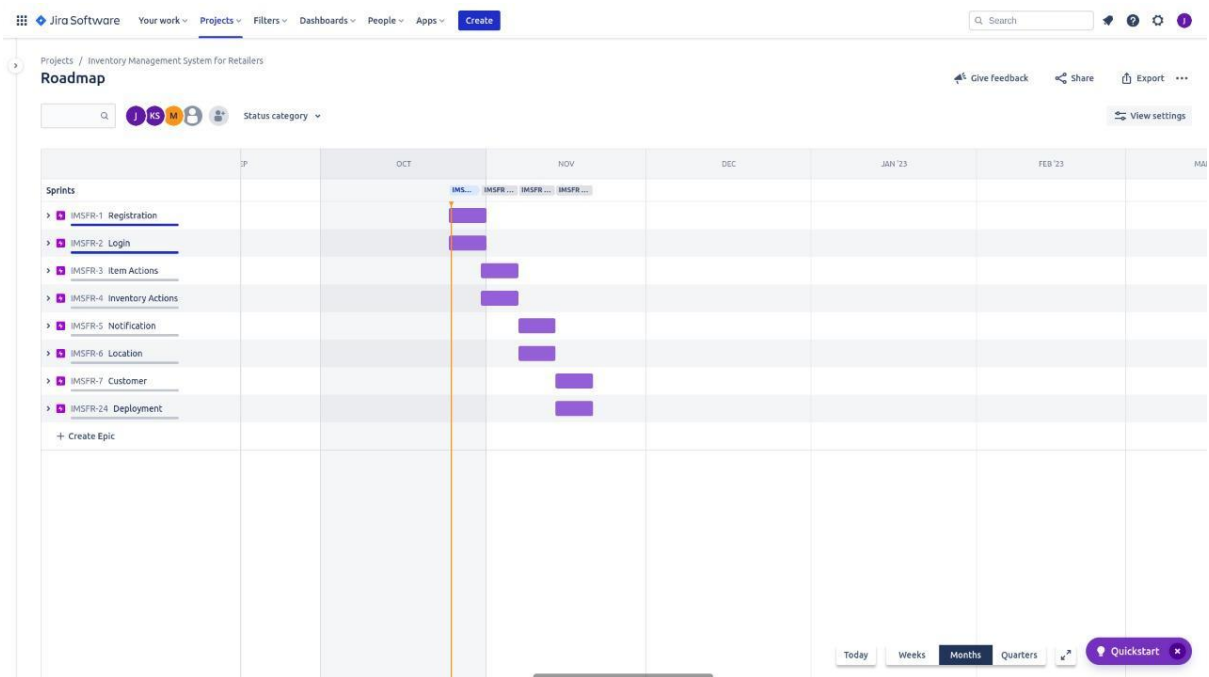 Jira Software Your work Projects Filters Dashboards People Apps Create Search J
Projects / Inventory Management System for Retailers
Roadmap
Give feedback Share Export
J KS M Status category View settings
EP OCT NOV DEC JAN '23 FEB '23 MA
Sprints IMS... IMSFR ... IMSFR ... IMSFR ...
IMSFR-1 Registration
IMSFR-2 Login
IMSFR-3 Item Actions
IMSFR-4 Inventory Actions
IMSFR-5 Notification
IMSFR-6 Location
IMSFR-7 Customer
IMSFR-24 Deployment
+ Create Epic
Today Weeks Months Quarters Quickstart